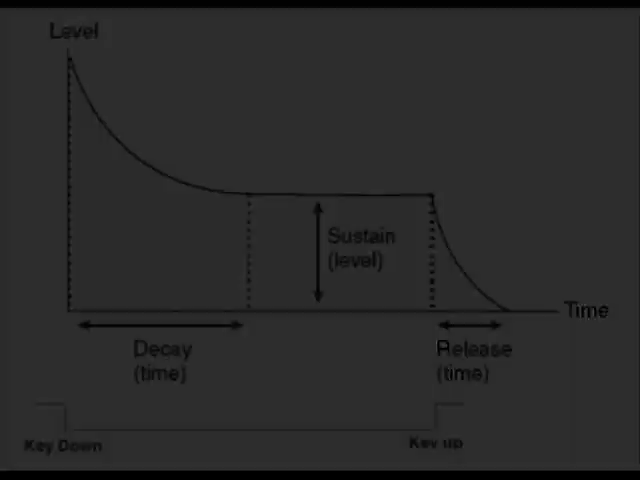 Level
Sustain
(level)
Time
Decay
(time)
Release
(time)
Key Down
Key up